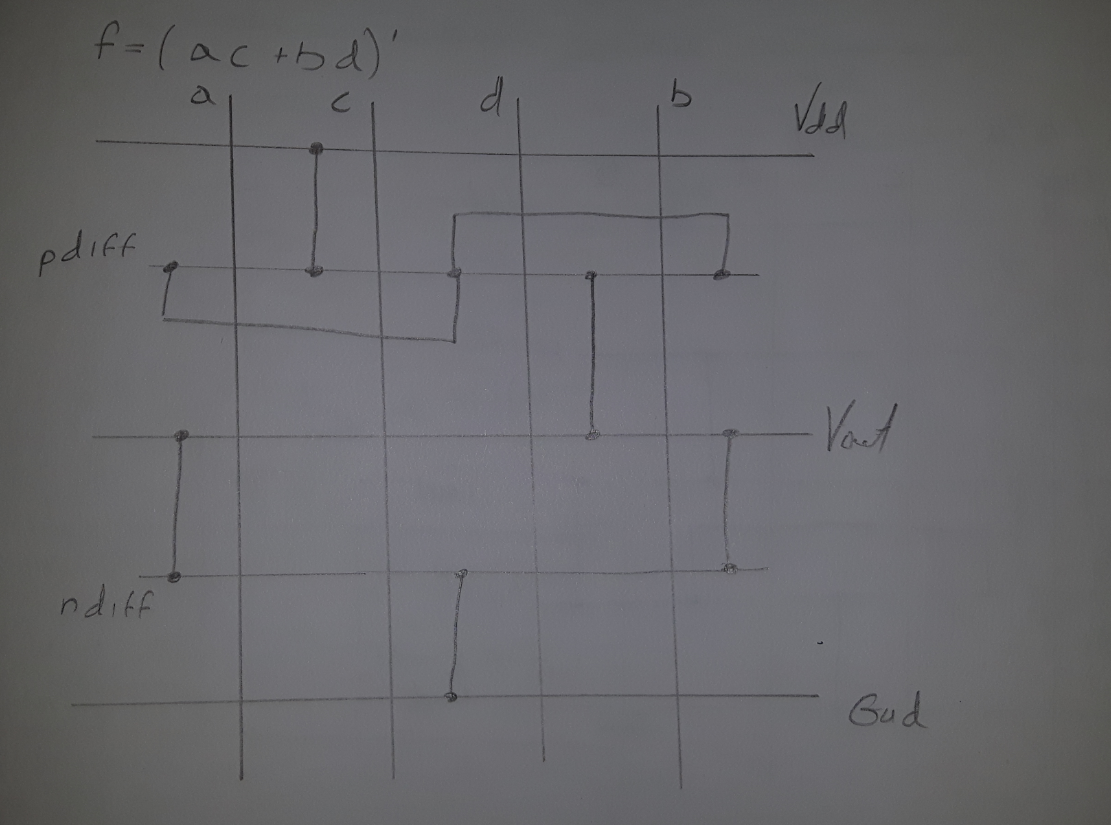 f=(ac+bd)'
a c d b Vdd
pdiff
Vout
ndiff
Gnd